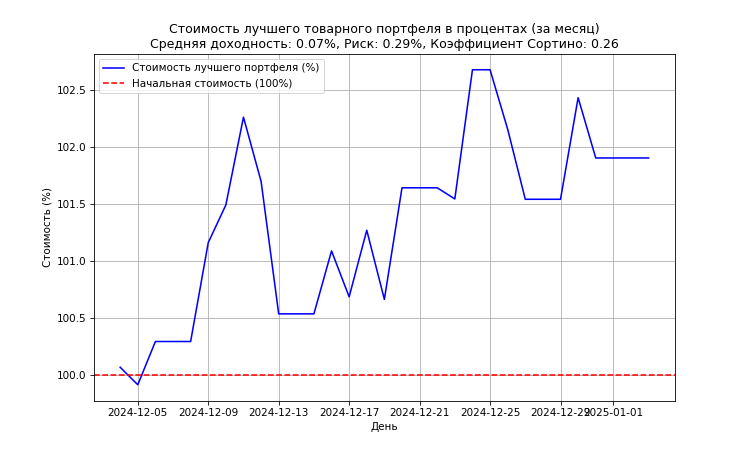 Стоимость лучшего товарного портфеля в процентах (за месяц)
Средняя доходность: 0.07%, Риск: 0.29%, Коэффициент Сортино: 0.26
Стоимость лучшего портфеля (%)
Начальная стоимость (100%)
Стоимость (%)
102.5
102.0
101.5
101.0
100.5
100.0
2024-12-05
2024-12-09
2024-12-13
2024-12-17
2024-12-21
2024-12-25
2024-12-29
2025-01-01
День